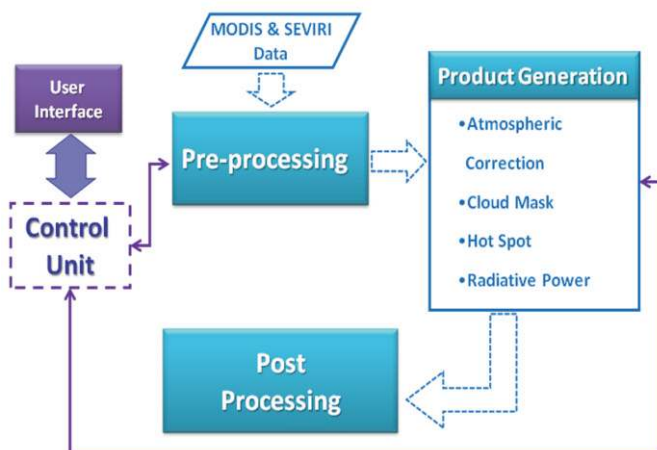 MODIS & SEVIRI
Data
User
Interface
Product Generation
Pre-processing
•Atmospheric
Correction
•Cloud Mask
•Hot Spot
•Radiative Power
Control
Unit
Post
Processing